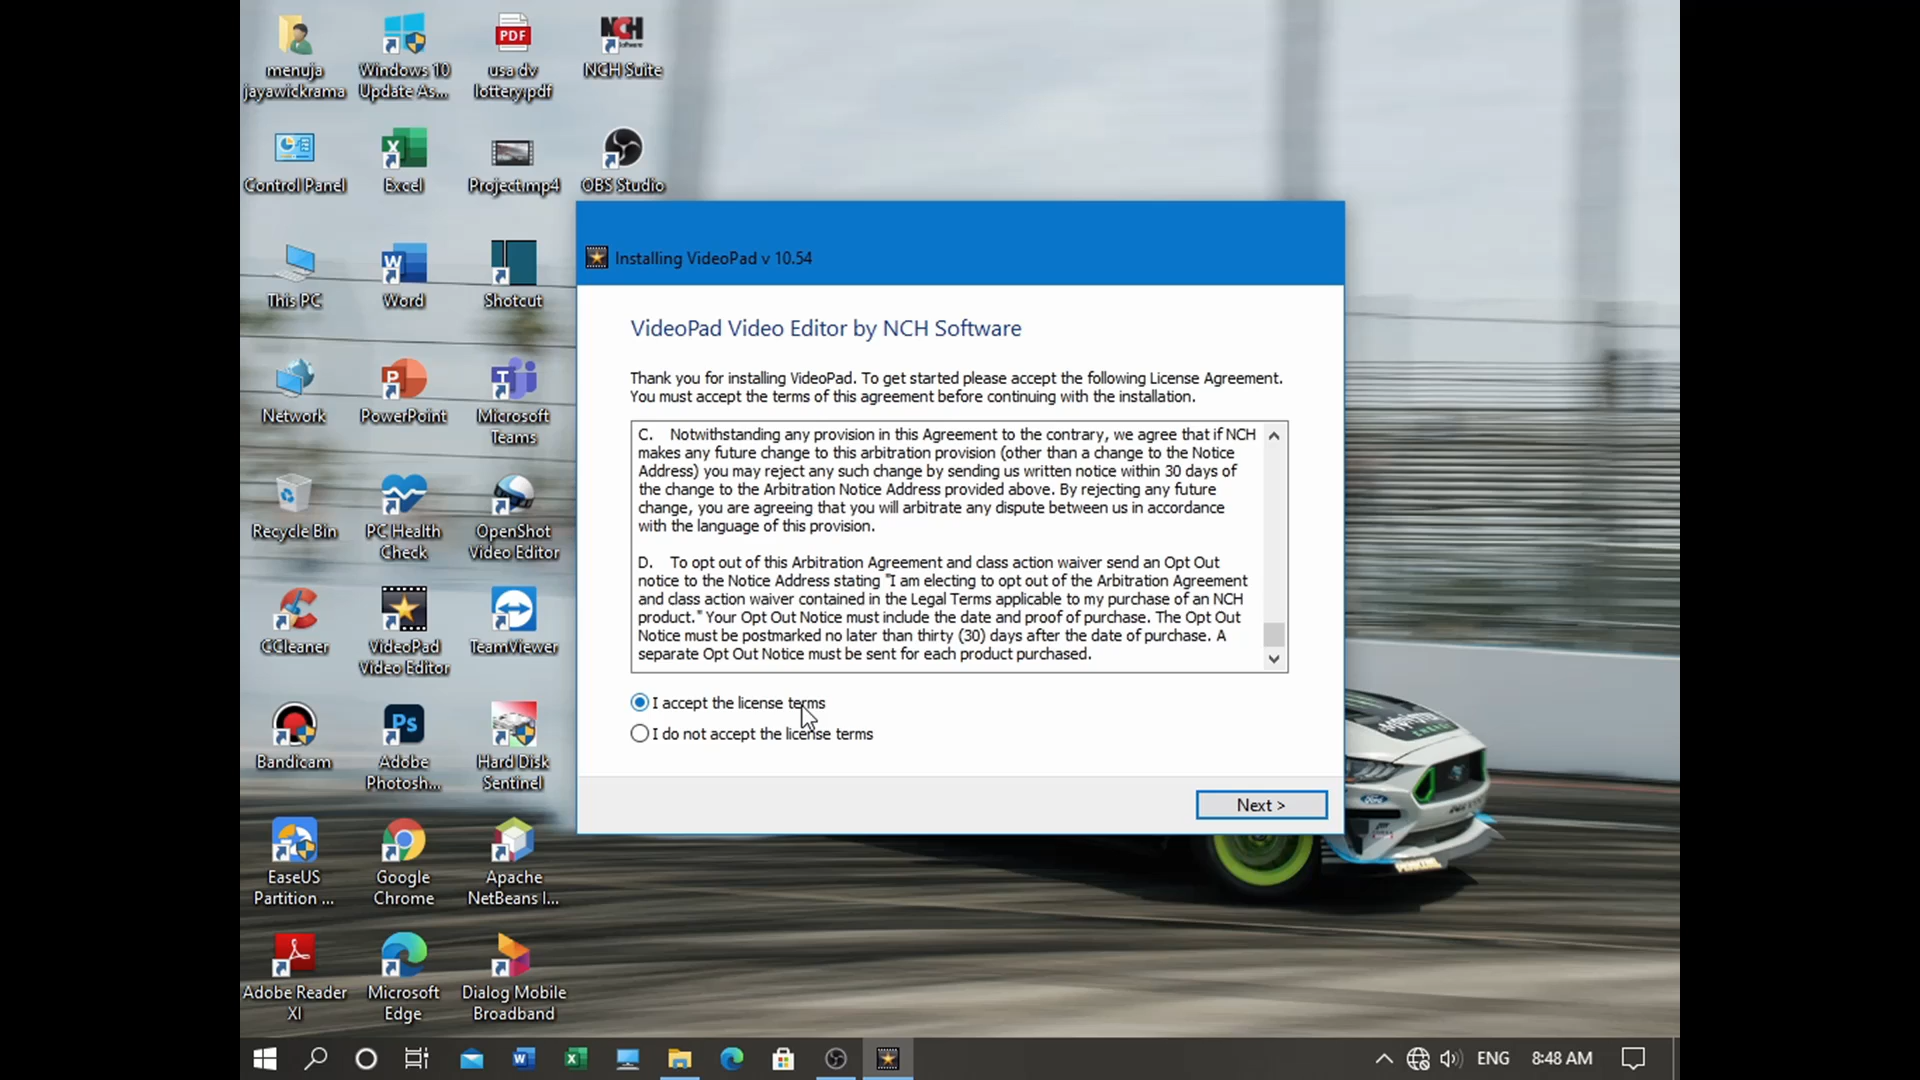 menuja
jayawickrama
Windows 10
Update As...
PDF
usa dv
lottery.pdf
NCH
Software
NCH Suite
Control Panel
Excel
Project.mp4
OBS Studio
This PC
Word
Shotcut
Network
PowerPoint
Microsoft
Teams
Recycle Bin
PC Health
Check
OpenShot
Video Editor
CCleaner
VideoPad
Video Editor
TeamViewer
Bandicam
Ps
Adobe
Photosh...
Hard Disk
Sentinel
EaseUS
Partition ...
Google
Chrome
Apache
NetBeans I...
Adobe Reader
XI
Microsoft
Edge
Dialog Mobile
Broadband
Installing VideoPad v 10.54
VideoPad Video Editor by NCH Software
Thank you for installing VideoPad. To get started please accept the following License Agreement.
You must accept the terms of this agreement before continuing with the installation.
C. Notwithstanding any provision in this Agreement to the contrary, we agree that if NCH
makes any future change to this arbitration provision (other than a change to the Notice
Address) you may reject any such change by sending us written notice within 30 days of
the change to the Arbitration Notice Address provided above. By rejecting any future
change, you are agreeing that you will arbitrate any dispute between us in accordance
with the language of this provision.
D. To opt out of this Arbitration Agreement and class action waiver send an Opt Out
notice to the Notice Address stating "I am electing to opt out of the Arbitration Agreement
and class action waiver contained in the Legal Terms applicable to my purchase of an NCH
product." Your Opt Out Notice must include the date and proof of purchase. The Opt Out
Notice must be postmarked no later than thirty (30) days after the date of purchase. A
separate Opt Out Notice must be sent for each product purchased.
I accept the license terms
I do not accept the license terms
Next >
ENG
8:48 AM